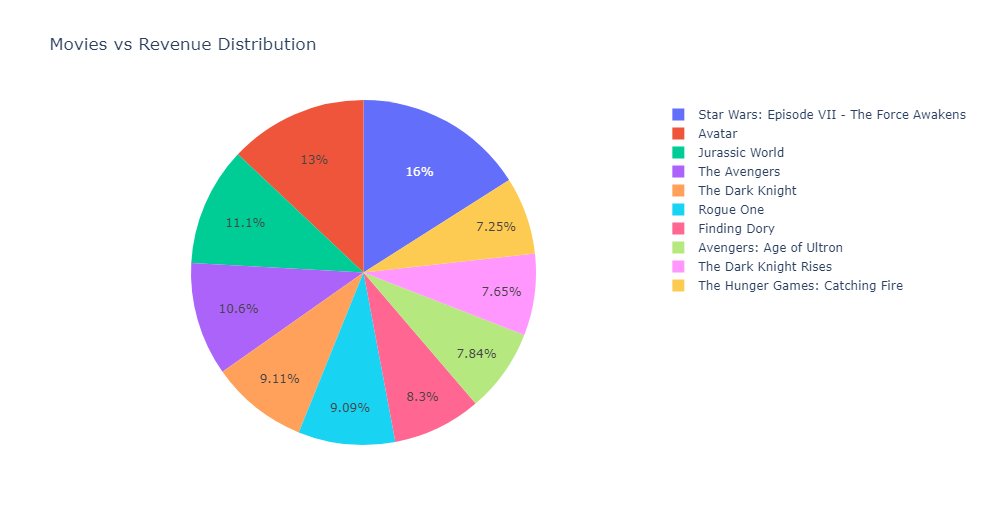 Movies vs Revenue Distribution
Star Wars: Episode VII - The Force Awakens
Avatar
Jurassic World
The Avengers
The Dark Knight
Rogue One
Finding Dory
Avengers: Age of Ultron
The Dark Knight Rises
The Hunger Games: Catching Fire
13%
16%
11.1%
7.25%
7.65%
10.6%
7.84%
9.11%
8.3%
9.09%